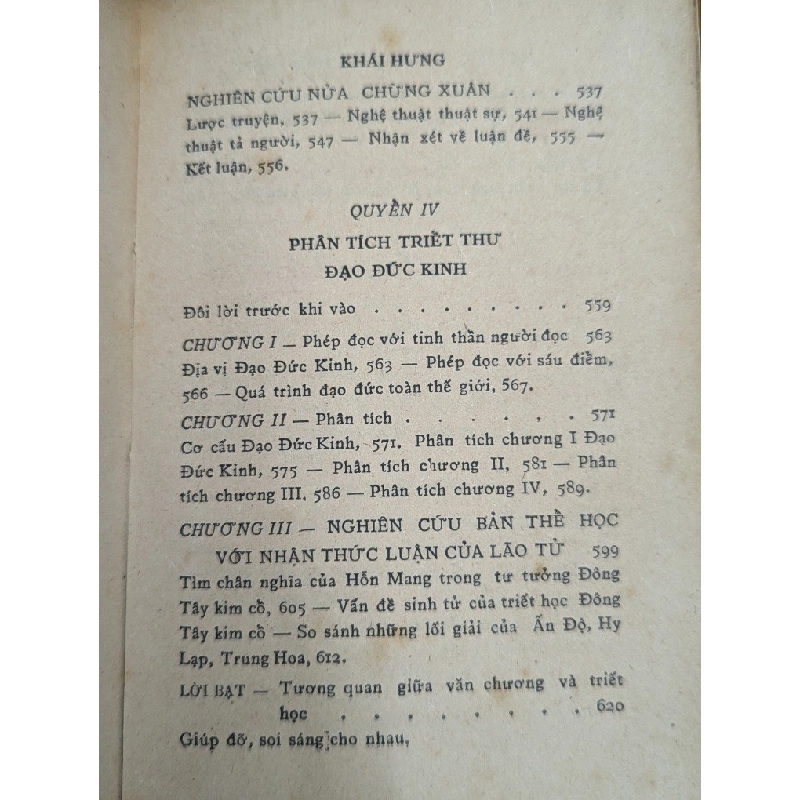 KHÁI HƯNG
NGHIÊN CỨU NỬA CHỪNG XUÂN . . . 537
Lược truyện, 537 — Nghệ thuật thuật sự, 541 — Nghệ
thuật tả người, 547 — Nhận xét về luận đề, 555 —
Kết luận, 556.
QUYỂN IV
PHÂN TÍCH TRIẾT THƯ
ĐẠO ĐỨC KINH
Đôi lời trước khi vào . . . . . . . . . 559
CHƯƠNG I — Phép đọc với tinh thần người đọc 563
Địa vị Đạo Đức Kinh, 563 — Phép đọc với sáu điểm,
566 — Quá trình đạo đức toàn thế giới, 567.
CHƯƠNG II — Phân tích . . . . . . 571
Cơ cấu Đạo Đức Kinh, 571. Phân tích chương I Đạo
Đức Kinh, 575 — Phân tích chương II, 581 — Phân
tích chương III, 586 — Phân tích chương IV, 589.
CHƯƠNG III — NGHIÊN CỨU BẢN THỂ HỌC
VỚI NHẬN THỨC LUẬN CỦA LÃO TỬ 599
Tìm chân nghĩa của Hỗn Mang trong tư tưởng Đông
Tây kim cổ, 605 — Vấn đề sinh tử của triết học Đông
Tây kim cổ — So sánh những lối giải của Ấn Độ, Hy
Lạp, Trung Hoa, 612.
LỜI BẠT — Tương quan giữa văn chương và triết
học . . . . . . . . 620
Giúp đỡ, soi sáng cho nhau.